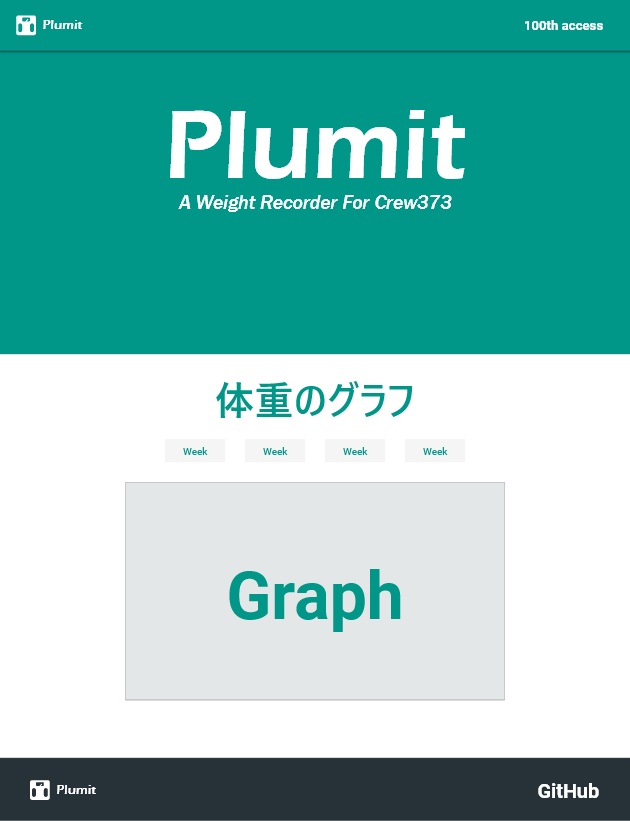 Plumit
100th access
Plumit
A Weight Recorder For Crew373
体重のグラフ
Week Week Week Week
Graph
Plumit
GitHub